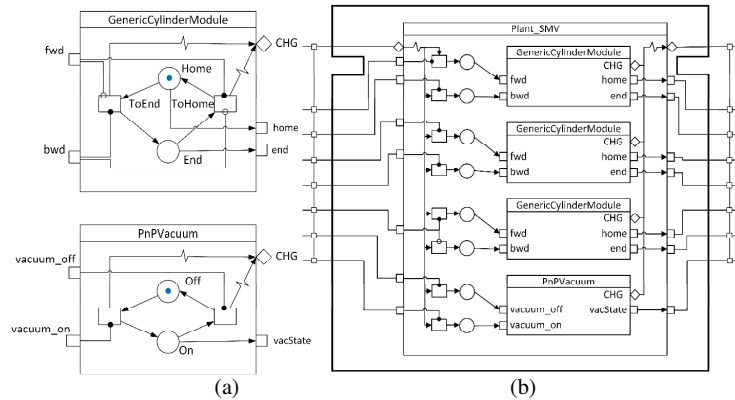 GenericCylinderModule
fwd
CHG
Home
ToEnd
ToHome
home
end
bwd
End
PnPVacuum
vacuum_off
CHG
Off
vacuum_on
On
vacState
(a)
Plant_SMV
GenericCylinderModule
CHG
fwd
home
bwd
end
GenericCylinderModule
CHG
fwd
home
bwd
end
GenericCylinderModule
CHG
fwd
home
bwd
end
PnPVacuum
CHG
vacuum_off
vacState
vacuum_on
(b)